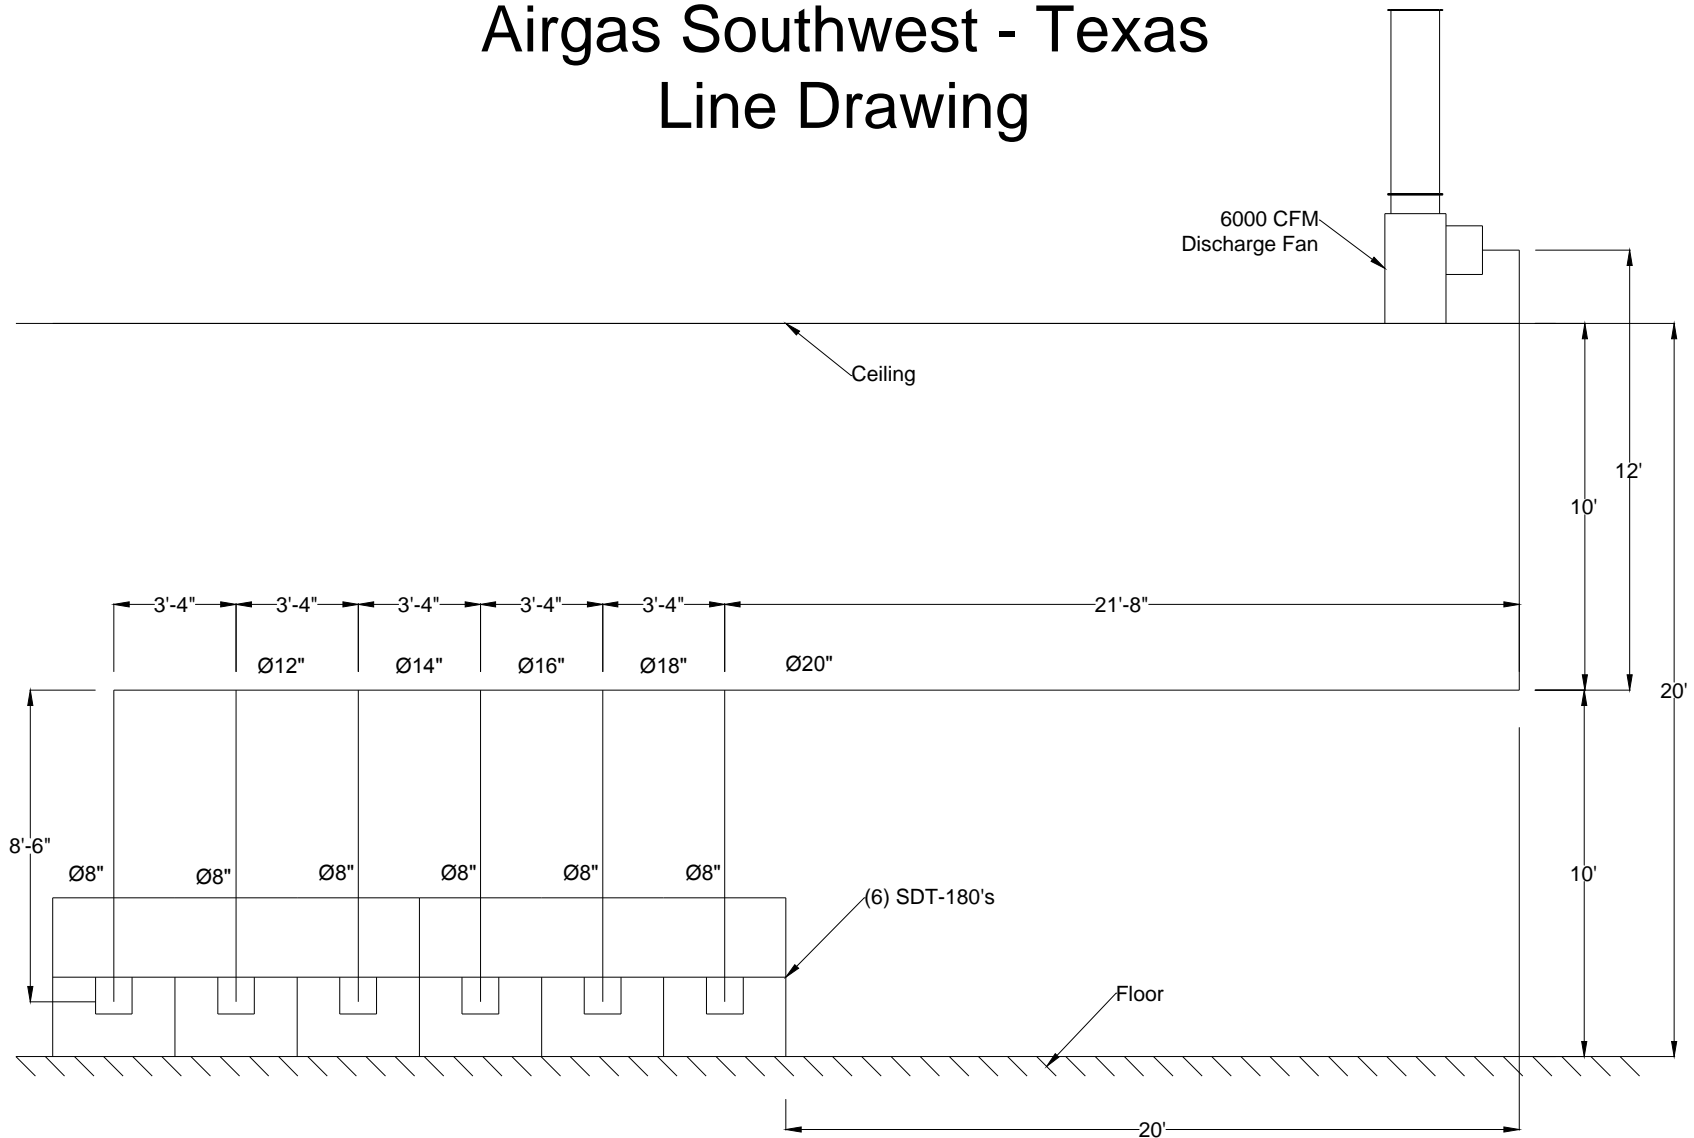 Airgas Southwest - Texas
Line Drawing
6000 CFM
Discharge Fan
Ceiling
12'
10'
3'-4" 3'-4" 3'-4" 3'-4" 3'-4" 21'-8"
Ø12" Ø14" Ø16" Ø18" Ø20"
20'
8'-6"
Ø8" Ø8" Ø8" Ø8" Ø8" Ø8"
10'
(6) SDT-180's
Floor
20'